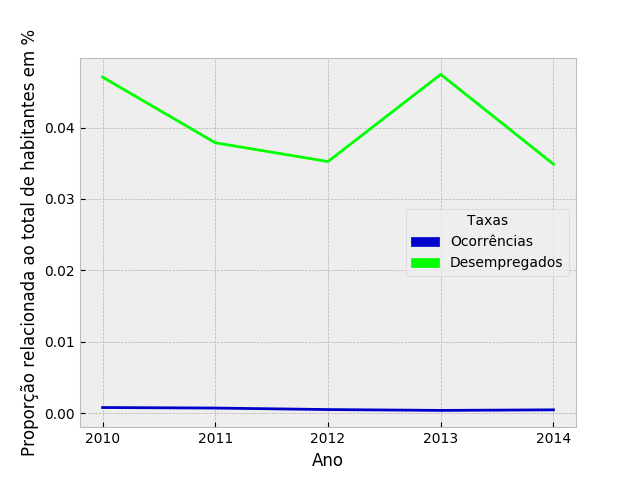 Proporção relacionada ao total de habitantes em %
0.04
0.03
0.02
0.01
0.00
Taxas
Ocorrências
Desempregados
2010 2011 2012 2013 2014
Ano